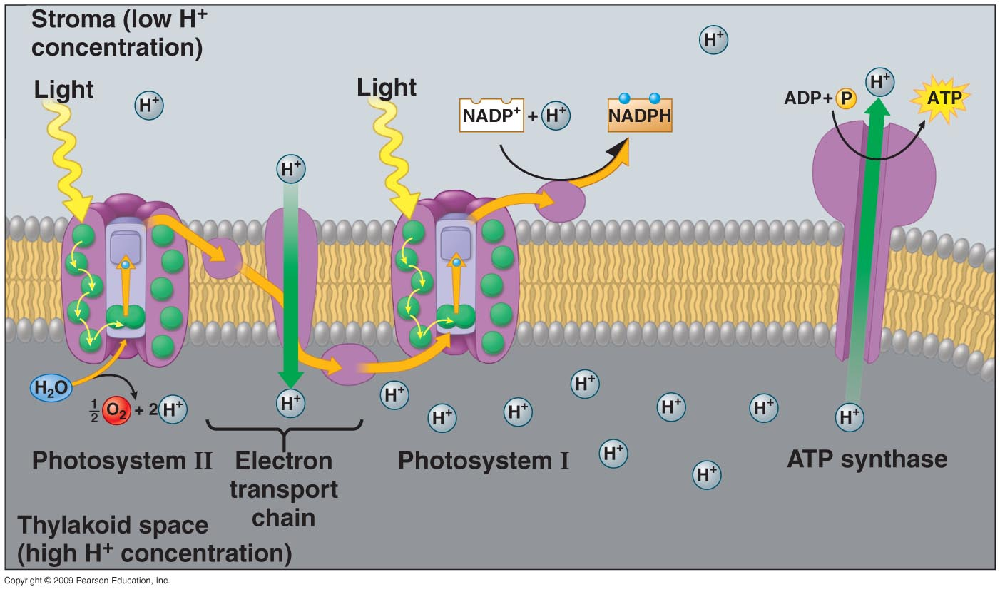 Stroma (low H⁺
concentration)
H⁺
Light
H⁺
Light
NADP⁺ + H⁺
NADPH
ADP+ P
H⁺
ATP
H⁺
H₂O
½ O₂ + 2 H⁺
H⁺
H⁺
H⁺
H⁺
H⁺
H⁺
H⁺
H⁺
H⁺
H⁺
Photosystem II
Electron
transport
chain
Photosystem I
ATP synthase
Thylakoid space
(high H⁺ concentration)
Copyright © 2009 Pearson Education, Inc.